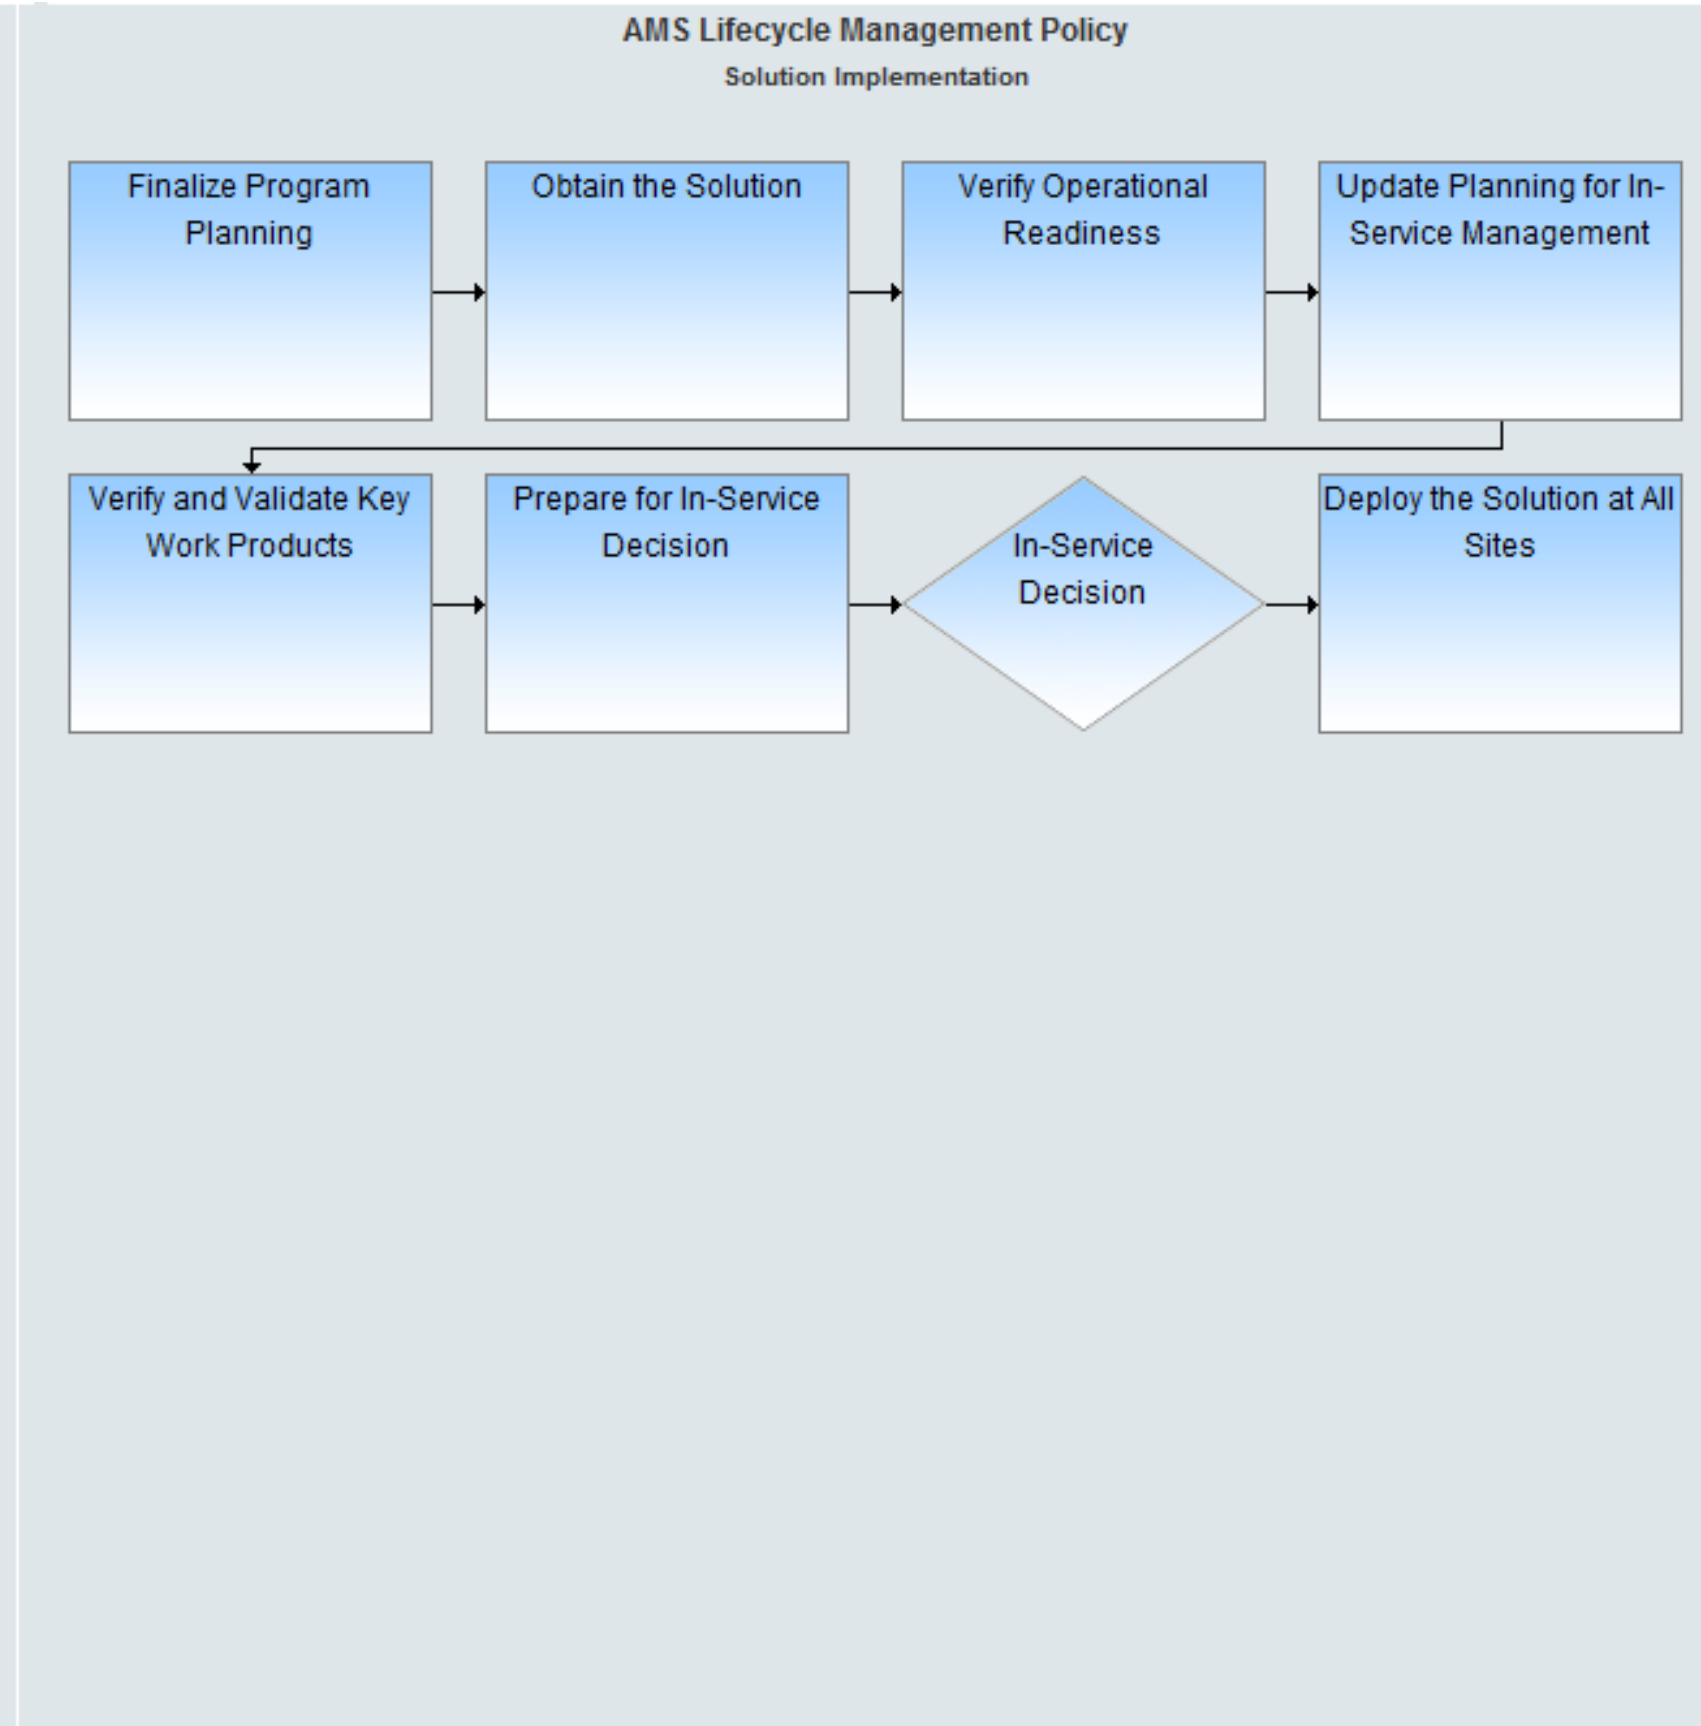 AMS Lifecycle Management Policy
Solution Implementation
Finalize Program
Planning
Obtain the Solution
Verify Operational
Readiness
Update Planning for In-
Service Management
Verify and Validate Key
Work Products
Prepare for In-Service
Decision
In-Service
Decision
Deploy the Solution at All
Sites